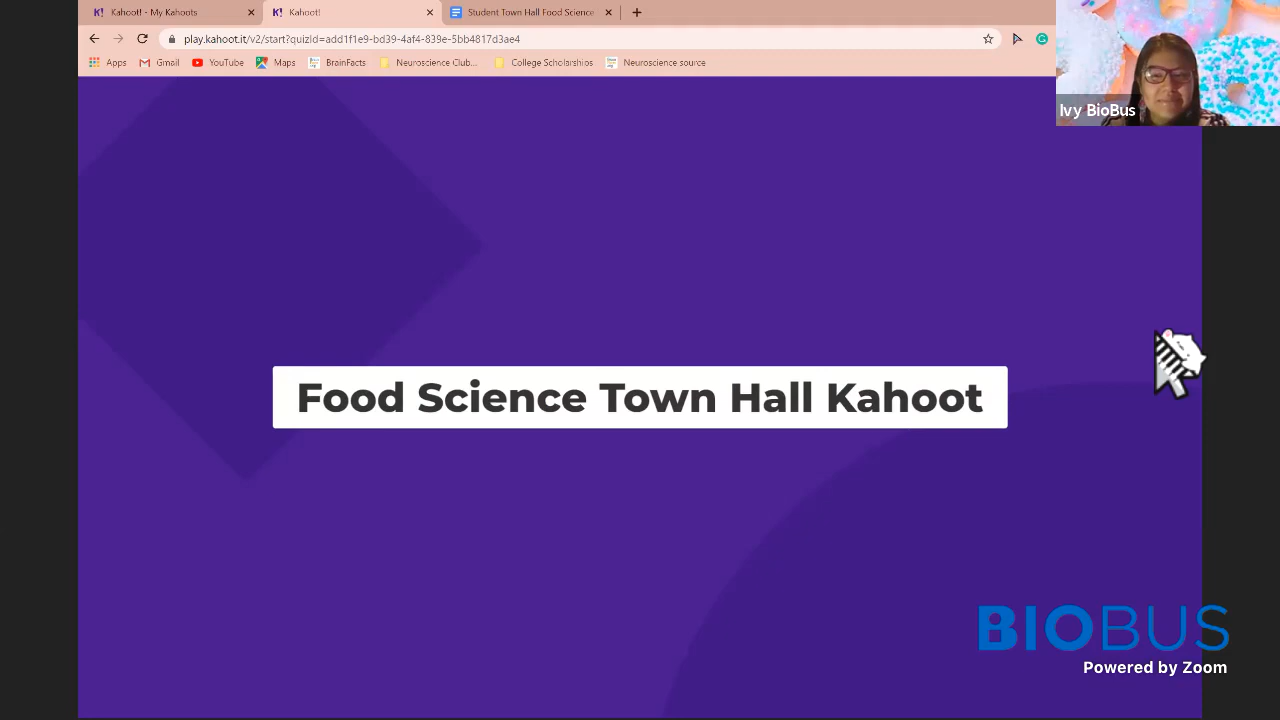 Kahoot! - My Kahoots
Kahoot!
Student Town Hall Food Science
play.kahoot.it/v2/start?quizId=add1f1e9-bd39-4af4-839e-5bb4817d3ae4
Apps
Gmail
YouTube
Maps
BrainFacts
Neuroscience Club...
College Song Intros
Neuroscience source
Ivy BioBus
Food Science Town Hall Kahoot
BIOBUS
Powered by Zoom